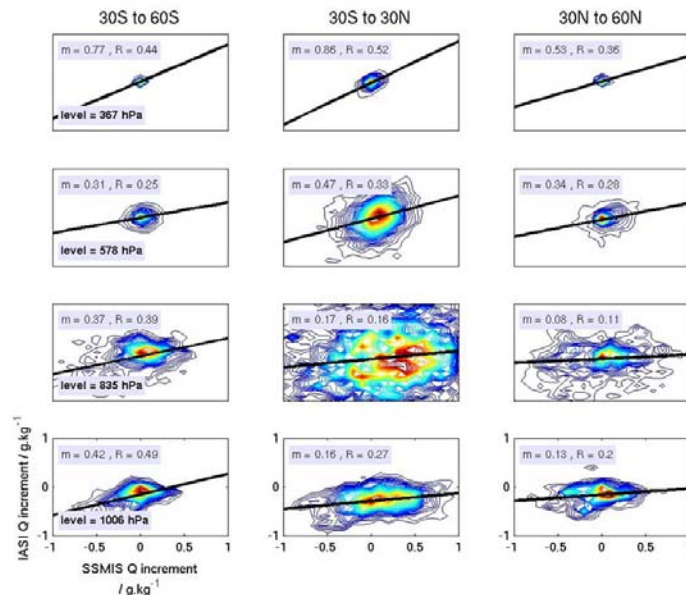 30S to 60S
30S to 30N
30N to 60N
m = 0.77 , R = 0.44
m = 0.86 , R = 0.52
m = 0.53 , R = 0.36
level = 367 hPa
m = 0.31 , R = 0.25
m = 0.47 , R = 0.33
m = 0.34 , R = 0.28
level = 578 hPa
m = 0.37 , R = 0.39
m = 0.17 , R = 0.16
m = 0.08 , R = 0.11
level = 835 hPa
IASI Q increment / g.kg⁻¹
1
0
-1
m = 0.42 , R = 0.49
m = 0.16 , R = 0.27
m = 0.13 , R = 0.2
level = 1006 hPa
1
0
-1
1
0
-1
-1 -0.5 0 0.5 1
-1 -0.5 0 0.5 1
-1 -0.5 0 0.5 1
SSMIS Q increment
/ g.kg⁻¹